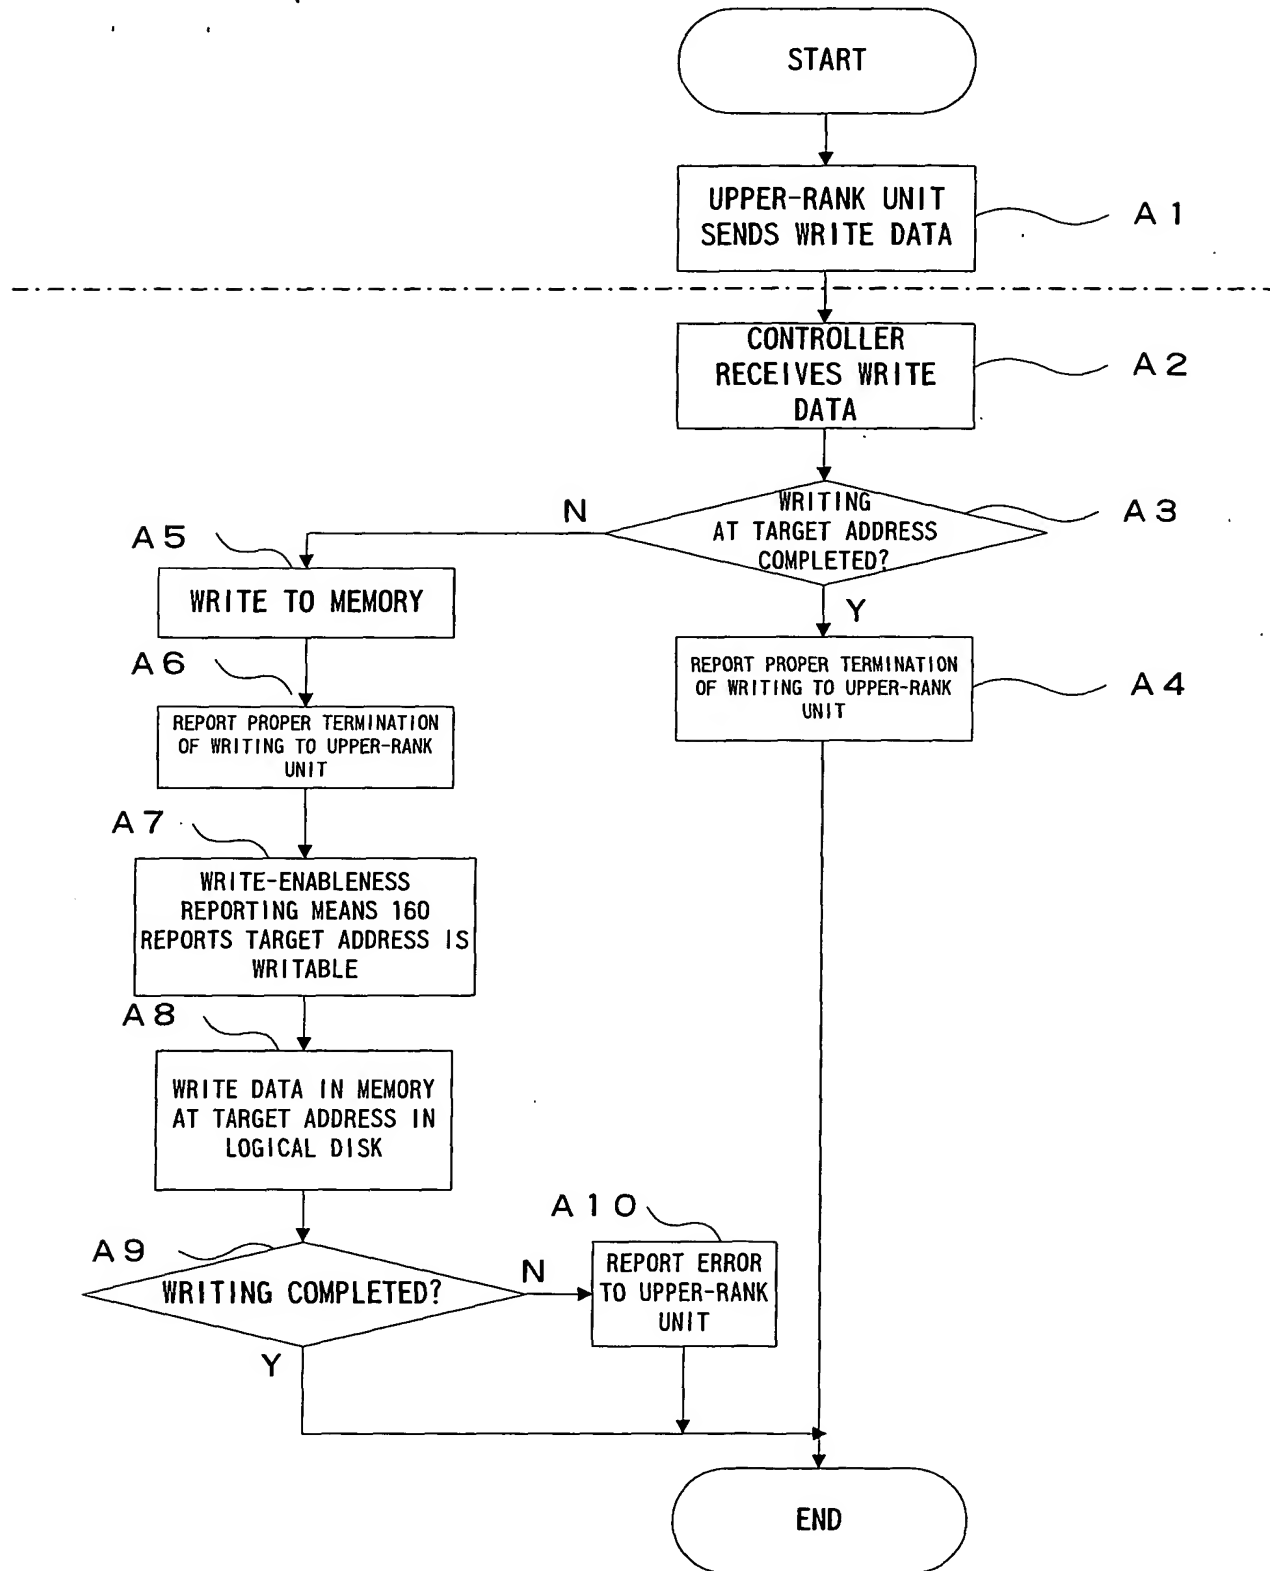 START
UPPER-RANK UNIT
SENDS WRITE DATA
A1
CONTROLLER
RECEIVES WRITE
DATA
A2
WRITING
AT TARGET ADDRESS
COMPLETED?
A3
N
Y
A5
WRITE TO MEMORY
REPORT PROPER TERMINATION
OF WRITING TO UPPER-RANK
UNIT
A4
A6
REPORT PROPER TERMINATION
OF WRITING TO UPPER-RANK
UNIT
A7
WRITE-ENABLENESS
REPORTING MEANS 160
REPORTS TARGET ADDRESS IS
WRITABLE
A8
WRITE DATA IN MEMORY
AT TARGET ADDRESS IN
LOGICAL DISK
A9
WRITING COMPLETED?
N
Y
A10
REPORT ERROR
TO UPPER-RANK
UNIT
END